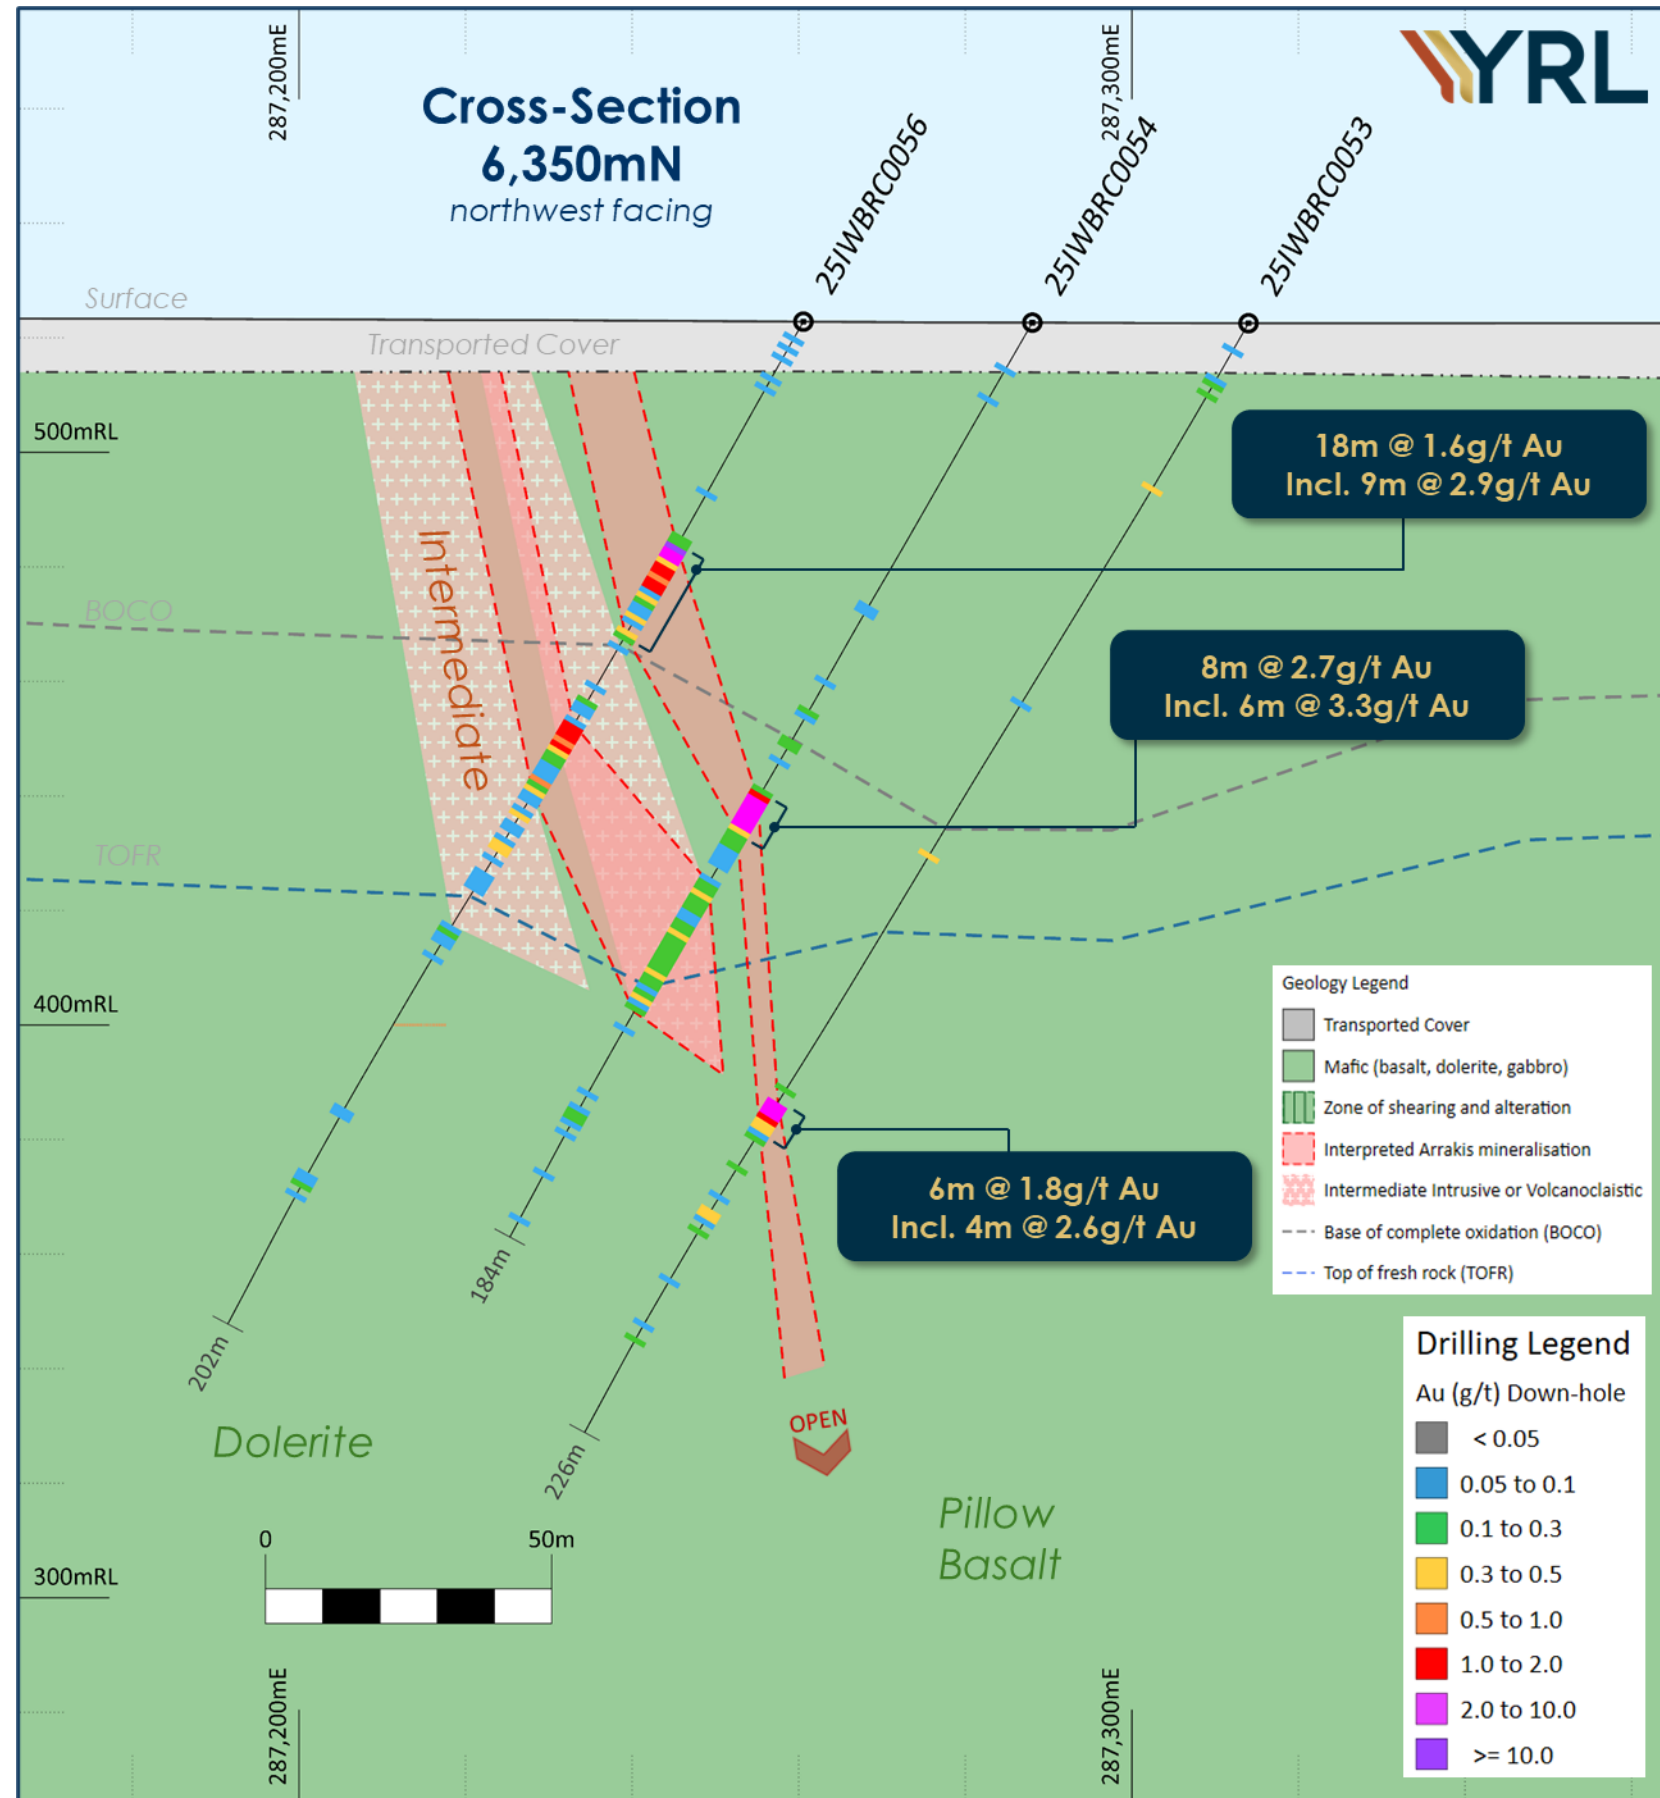 287,200mE
287,300mE
YRL
Cross-Section
6,350mN
northwest facing
25IWBRC0056
25IWBRC0054
25IWBRC0053
Surface
Transported Cover
500mRL
18m @ 1.6g/t Au
Incl. 9m @ 2.9g/t Au
Intermediate
BOCO
8m @ 2.7g/t Au
Incl. 6m @ 3.3g/t Au
TOFR
400mRL
Geology Legend
Transported Cover
Mafic (basalt, dolerite, gabbro)
Zone of shearing and alteration
Interpreted Arrakis mineralisation
Intermediate Intrusive or Volcanoclaistic
Base of complete oxidation (BOCO)
Top of fresh rock (TOFR)
6m @ 1.8g/t Au
Incl. 4m @ 2.6g/t Au
184m
202m
226m
OPEN
Dolerite
Pillow
Basalt
0
50m
300mRL
Drilling Legend
Au (g/t) Down-hole
< 0.05
0.05 to 0.1
0.1 to 0.3
0.3 to 0.5
0.5 to 1.0
1.0 to 2.0
2.0 to 10.0
>= 10.0
287,200mE
287,300mE